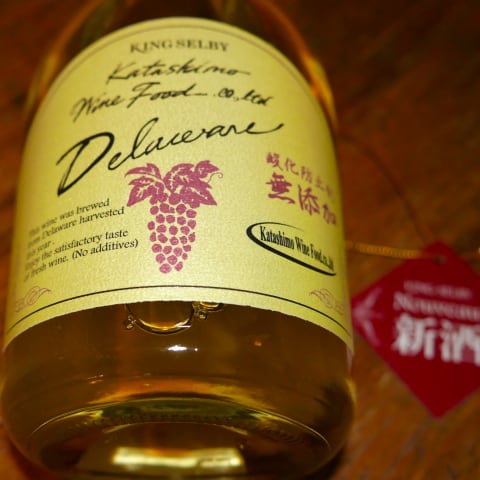 KING SELBY
Katashimo
Wine Food co., Ltd
Delaware
酸化防止剤
無添加
This wine was brewed
from Delaware harvested
this year.
Enjoy the satisfactory taste
of fresh wine. (No additives)
Katashimo Wine Food.co.,ltd
KING SELBY
NOUVEAU
新酒